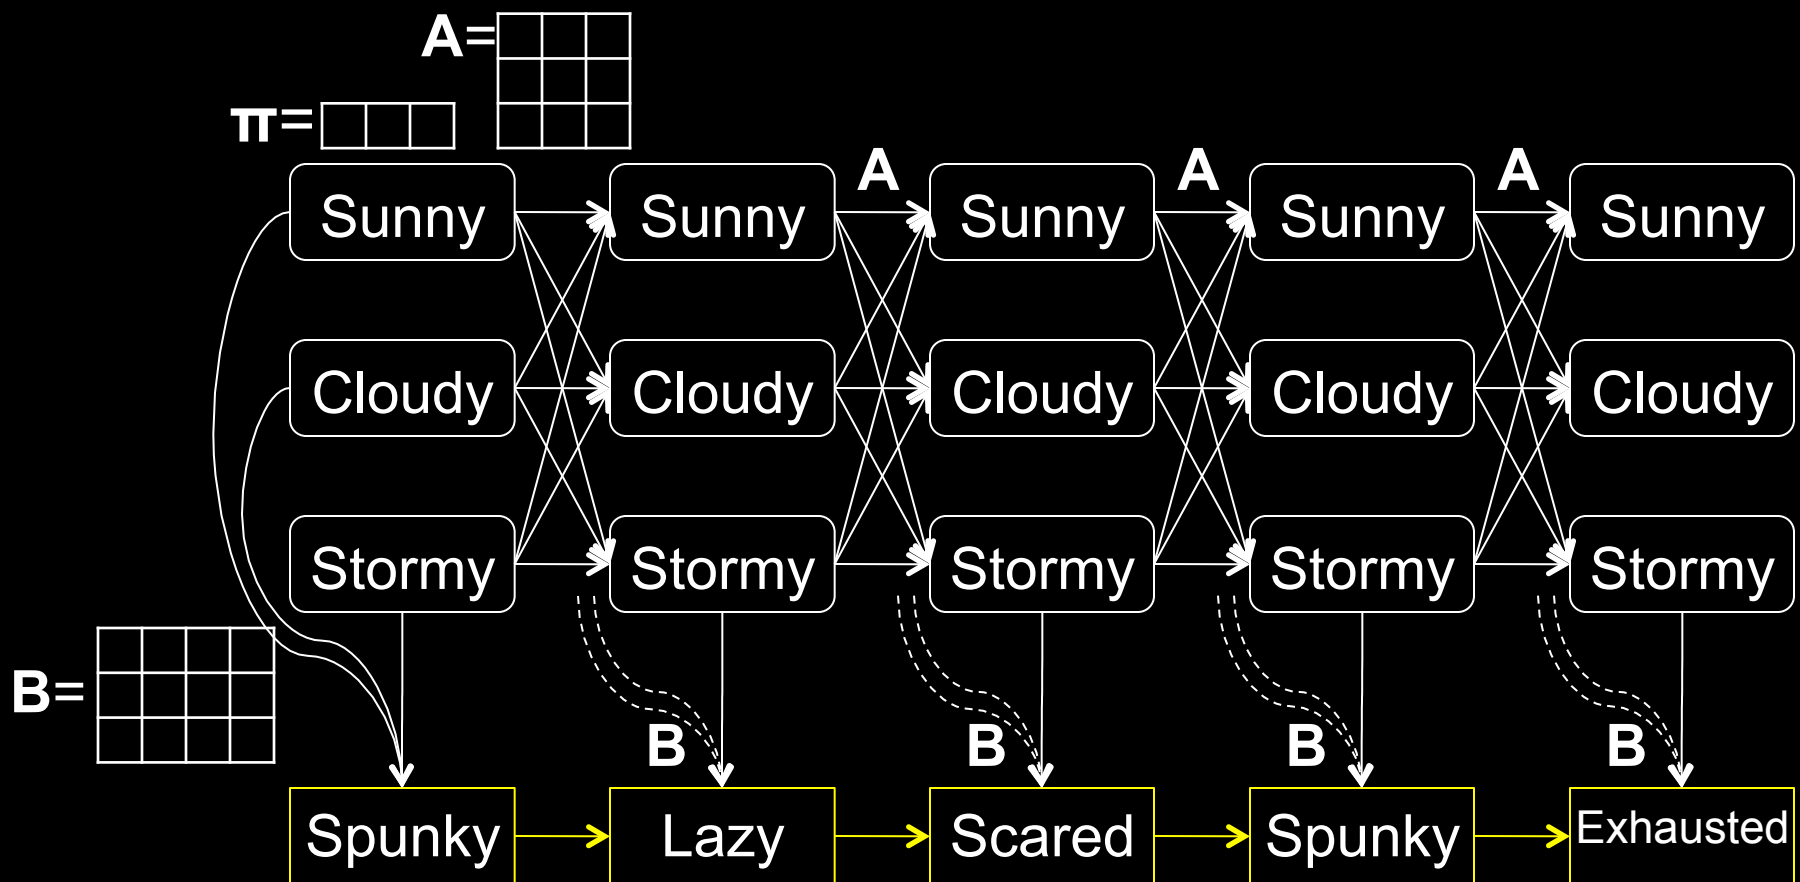 A=
π=
A A A
Sunny Sunny Sunny Sunny Sunny
Cloudy Cloudy Cloudy Cloudy Cloudy
Stormy Stormy Stormy Stormy Stormy
B=
B B B B
Spunky Lazy Scared Spunky Exhausted